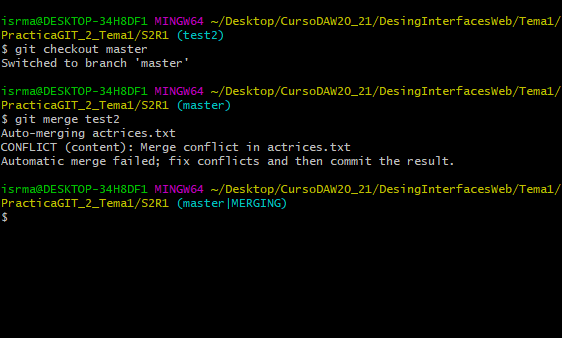 isrma@DESKTOP-34H8DF1 MINGW64 ~/Desktop/CursoDAW20_21/DesingInterfacesWeb/Tema1/
PracticaGIT_2_Tema1/S2R1 (test2)
$ git checkout master
Switched to branch 'master'
isrma@DESKTOP-34H8DF1 MINGW64 ~/Desktop/CursoDAW20_21/DesingInterfacesWeb/Tema1/
PracticaGIT_2_Tema1/S2R1 (master)
$ git merge test2
Auto-merging actrices.txt
CONFLICT (content): Merge conflict in actrices.txt
Automatic merge failed; fix conflicts and then commit the result.
isrma@DESKTOP-34H8DF1 MINGW64 ~/Desktop/CursoDAW20_21/DesingInterfacesWeb/Tema1/
PracticaGIT_2_Tema1/S2R1 (master|MERGING)
$